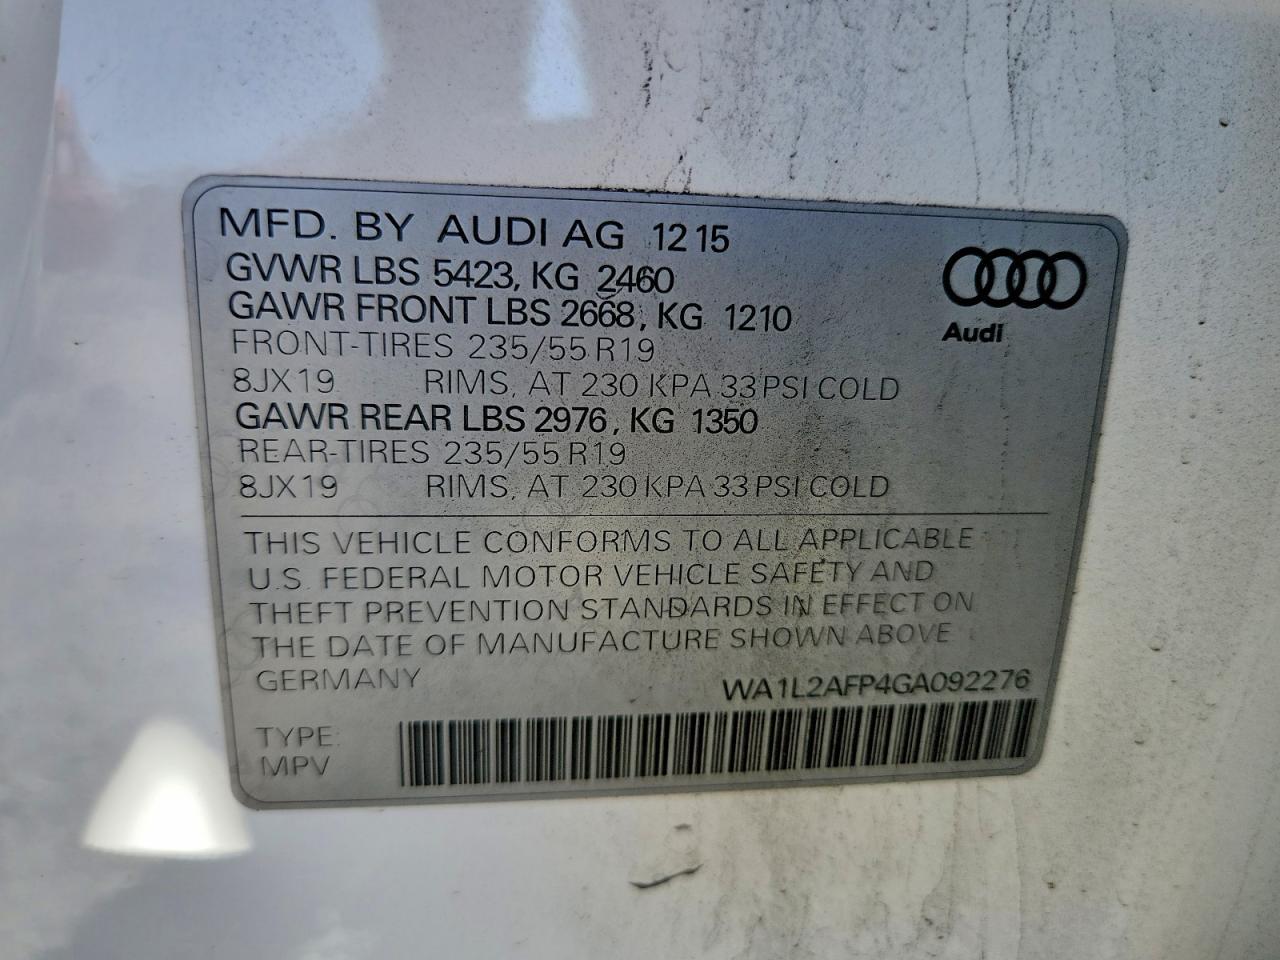 MFD. BY AUDI AG 12 15
GVWR LBS 5423, KG 2460
GAWR FRONT LBS 2668, KG 1210
FRONT-TIRES 235/55 R19
8JX19 RIMS, AT 230 KPA 33 PSI COLD
GAWR REAR LBS 2976, KG 1350
REAR-TIRES 235/55 R19
8JX19 RIMS, AT 230 KPA 33 PSI COLD
Audi
THIS VEHICLE CONFORMS TO ALL APPLICABLE
U.S. FEDERAL MOTOR VEHICLE SAFETY AND
THEFT PREVENTION STANDARDS IN EFFECT ON
THE DATE OF MANUFACTURE SHOWN ABOVE
GERMANY WA1L2AFP4GA092276
TYPE:
MPV